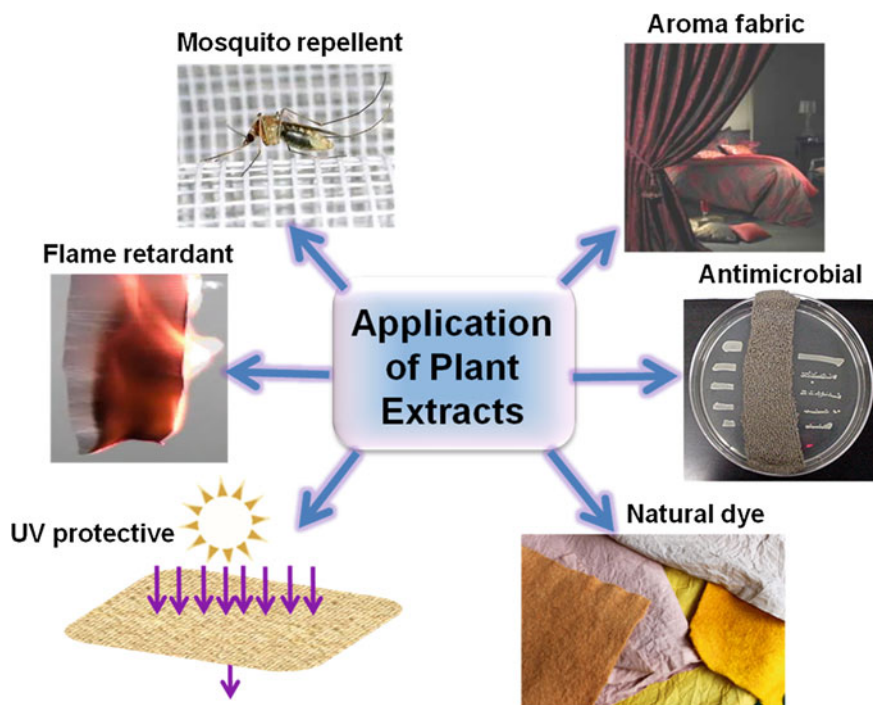 Mosquito repellent
Aroma fabric
Flame retardant
Antimicrobial
Application
of Plant
Extracts
UV protective
Natural dye